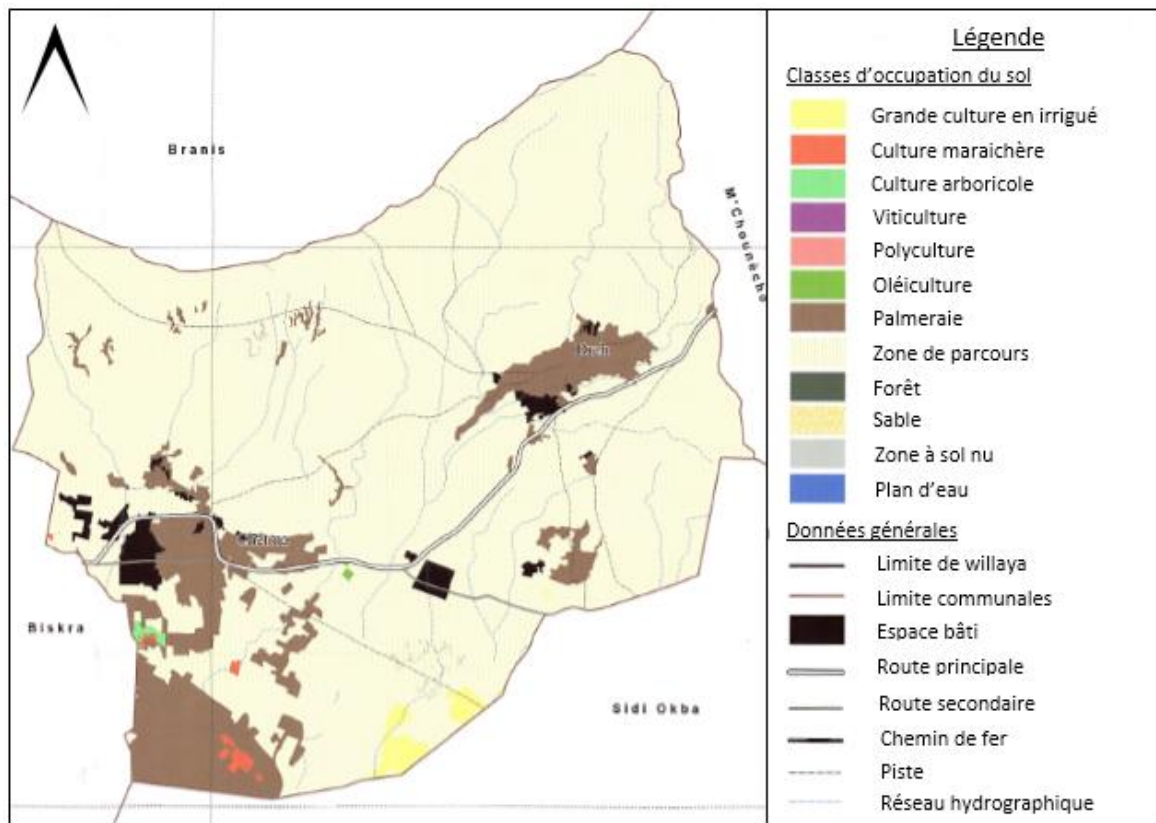 Branis
M'Chounèche
Biskra
Sidi Okba
Légende
Classes d'occupation du sol
Grande culture en irrigué
Culture maraichère
Culture arboricole
Viticulture
Polyculture
Oléiculture
Palmeraie
Zone de parcours
Forêt
Sable
Zone à sol nu
Plan d'eau
Données générales
Limite de willaya
Limite communales
Espace bâti
Route principale
Route secondaire
Chemin de fer
Piste
Réseau hydrographique